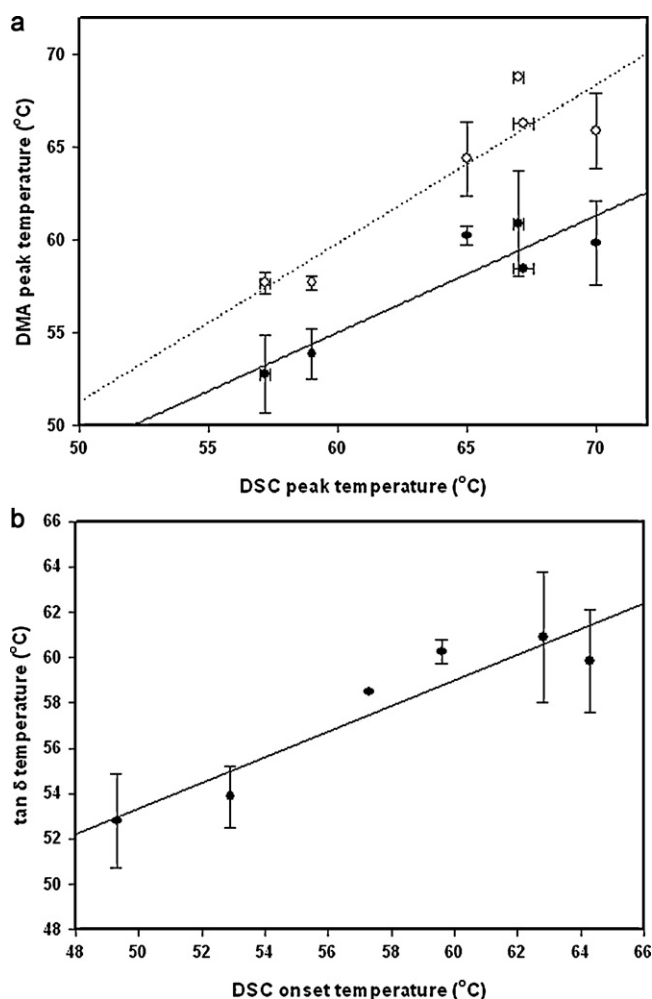 a
70
65
60
55
50
DMA peak temperature (°C)
50 55 60 65 70
DSC peak temperature (°C)
b
66
64
62
60
58
56
54
52
50
48
tan δ temperature (°C)
48 50 52 54 56 58 60 62 64 66
DSC onset temperature (°C)